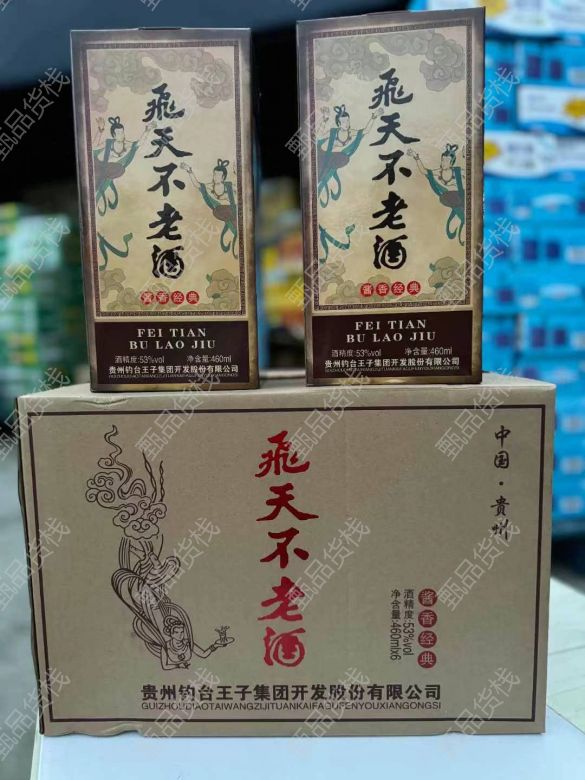 飛天不老酒
酱香经典
FEI TIAN
BU LAO JIU
酒精度:53%vol 净含量:460ml
贵州钓台王子集团开发股份有限公司
GUIZHOUDIAOTAIWANGZIJITUANKAIFAGUFENYOUXIANGONGSI
飛天不老酒
酱香经典
FEI TIAN
BU LAO JIU
酒精度:53%vol 净含量:460ml
贵州钓台王子集团开发股份有限公司
GUIZHOUDIAOTAIWANGZIJITUANKAIFAGUFENYOUXIANGONGSI
飛天不老酒
中国·貴州
酱香经典
酒精度:53%vol
净含量:460mlx6
贵州钓台王子集团开发股份有限公司
GUIZHOUDIAOTAIWANGZIJITUANKAIFAGUFENYOUXIANGONGSI
甄品货栈